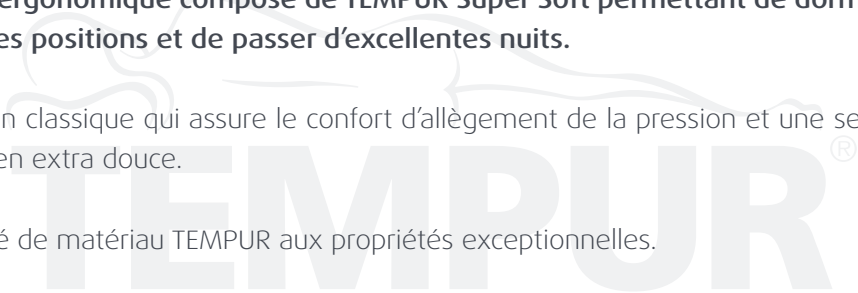 ergonomique composé de TEMPUR Super Soft permettant de dorm
es positions et de passer d’excellentes nuits.
n classique qui assure le confort d’allègement de la pression et une se
en extra douce.
é de matériau TEMPUR aux propriétés exceptionnelles.
TEMPUR®